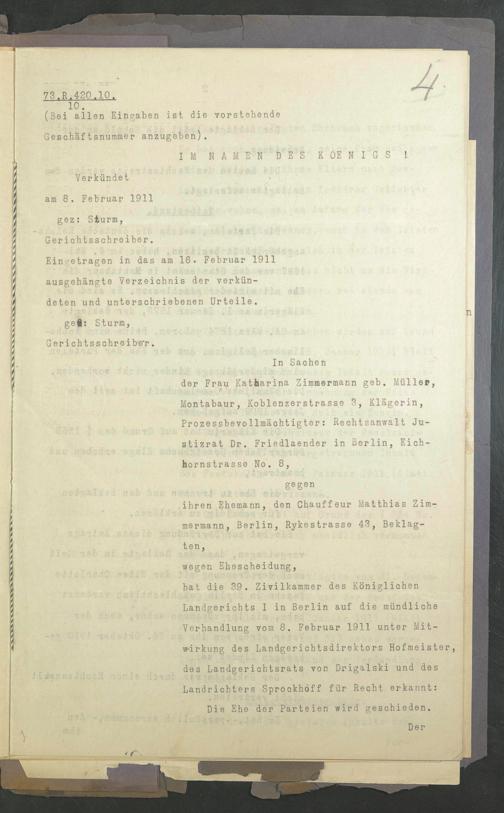 4
73.R.420.10.
10.
(Bei allen Eingaben ist die vorstehende
Geschäftsnummer anzugeben).
IM NAMEN DES KOENIGS !
Verkündet
am 8. Februar 1911
gez: Sturm,
Gerichtsschreiber.
Eingetragen in das am 16. Februar 1911
ausgehängte Verzeichnis der verkün-
deten und unterschriebenen Urteile.
gez: Sturm,
Gerichtsschreiber.
In Sachen
der Frau Katharina Zimmermann geb. Müller,
Montabaur, Koblenzerstrasse 3, Klägerin,
Prozessbevollmächtigter: Rechtsanwalt Ju-
stizrat Dr. Friedlaender in Berlin, Eich-
hornstrasse No. 8,
gegen
ihren Ehemann, den Chauffeur Matthias Zim-
mermann, Berlin, Rykestrasse 43, Beklag-
ten,
wegen Ehescheidung,
hat die 39. Zivilkammer des Königlichen
Landgerichts I in Berlin auf die mündliche
Verhandlung vom 8. Februar 1911 unter Mit-
wirkung des Landgerichtsdirektors Hofmeister,
des Landgerichtsrats von Drigalski und des
Landrichters Sprockhöff für Recht erkannt:
Die Ehe der Parteien wird geschieden.
Der